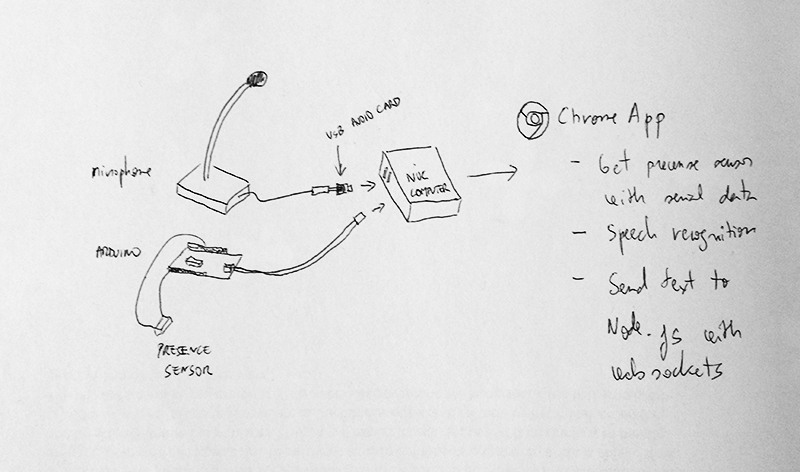 microphone
USB AUDIO CARD
NUC
COMPUTER
ARDUINO
PRESENCE
SENSOR
Chrome App
- Get precense sensor
with serial data
- Speech recognition
- Send text to
Node.js with
websockets